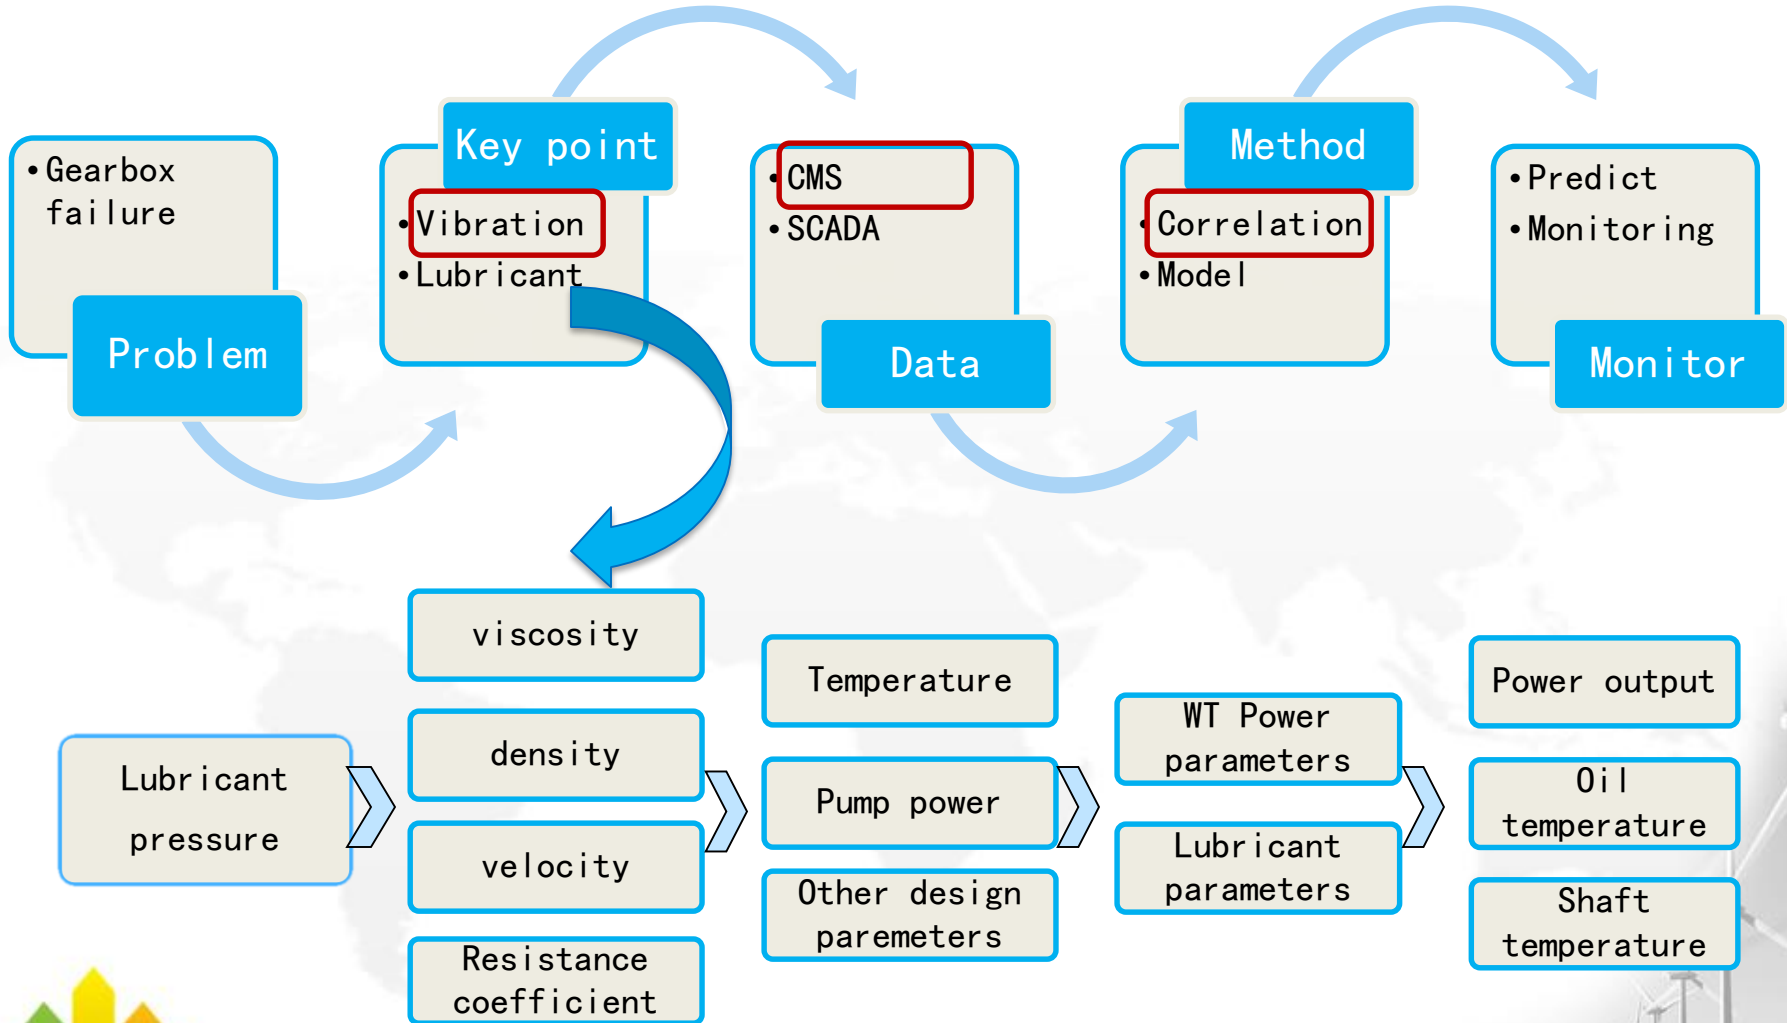 • Gearbox
failure
Problem
Key point
• Vibration
• Lubricant
• CMS
• SCADA
Data
Method
• Correlation
• Model
• Predict
• Monitoring
Monitor
Lubricant
pressure
viscosity
density
velocity
Resistance
coefficient
Temperature
Pump power
Other design
paremeters
WT Power
parameters
Lubricant
parameters
Power output
Oil
temperature
Shaft
temperature